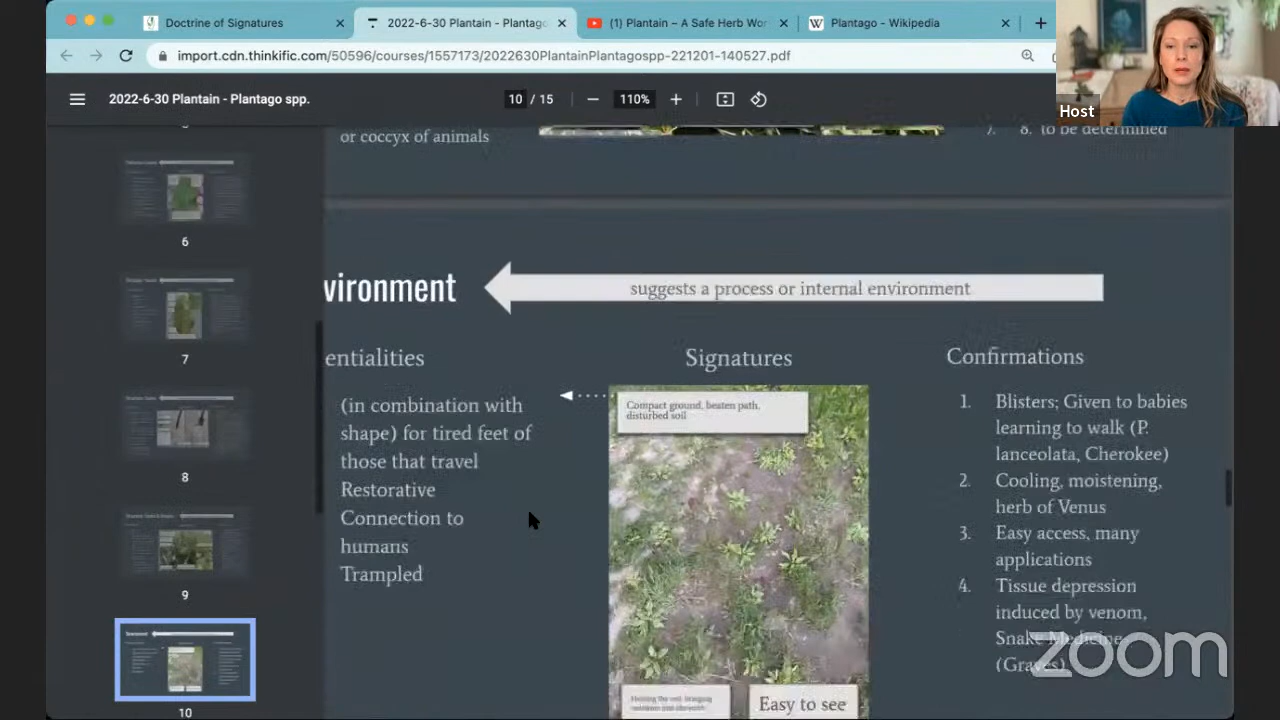 Doctrine of Signatures
2022-6-30 Plantain - Plantago
(1) Plantain – A Safe Herb Wor
Plantago - Wikipedia
import.cdn.thinkific.com/50596/courses/1557173/2022630PlantainPlantagospp-221201-140527.pdf
2022-6-30 Plantain - Plantago spp.
10 / 15
110%
Host
or coccyx of animals
7. 8. to be determined
6
7
8
9
10
vironment
suggests a process or internal environment
entialities
(in combination with
shape) for tired feet of
those that travel
Restorative
Connection to
humans
Trampled
Signatures
Compact ground, beaten path,
disturbed soil
Easy to see
Confirmations
1. Blisters; Given to babies
learning to walk (P.
lanceolata, Cherokee)
2. Cooling, moistening,
herb of Venus
3. Easy access, many
applications
4. Tissue depression
induced by venom,
Snake Medicine
(Graves)
zoom